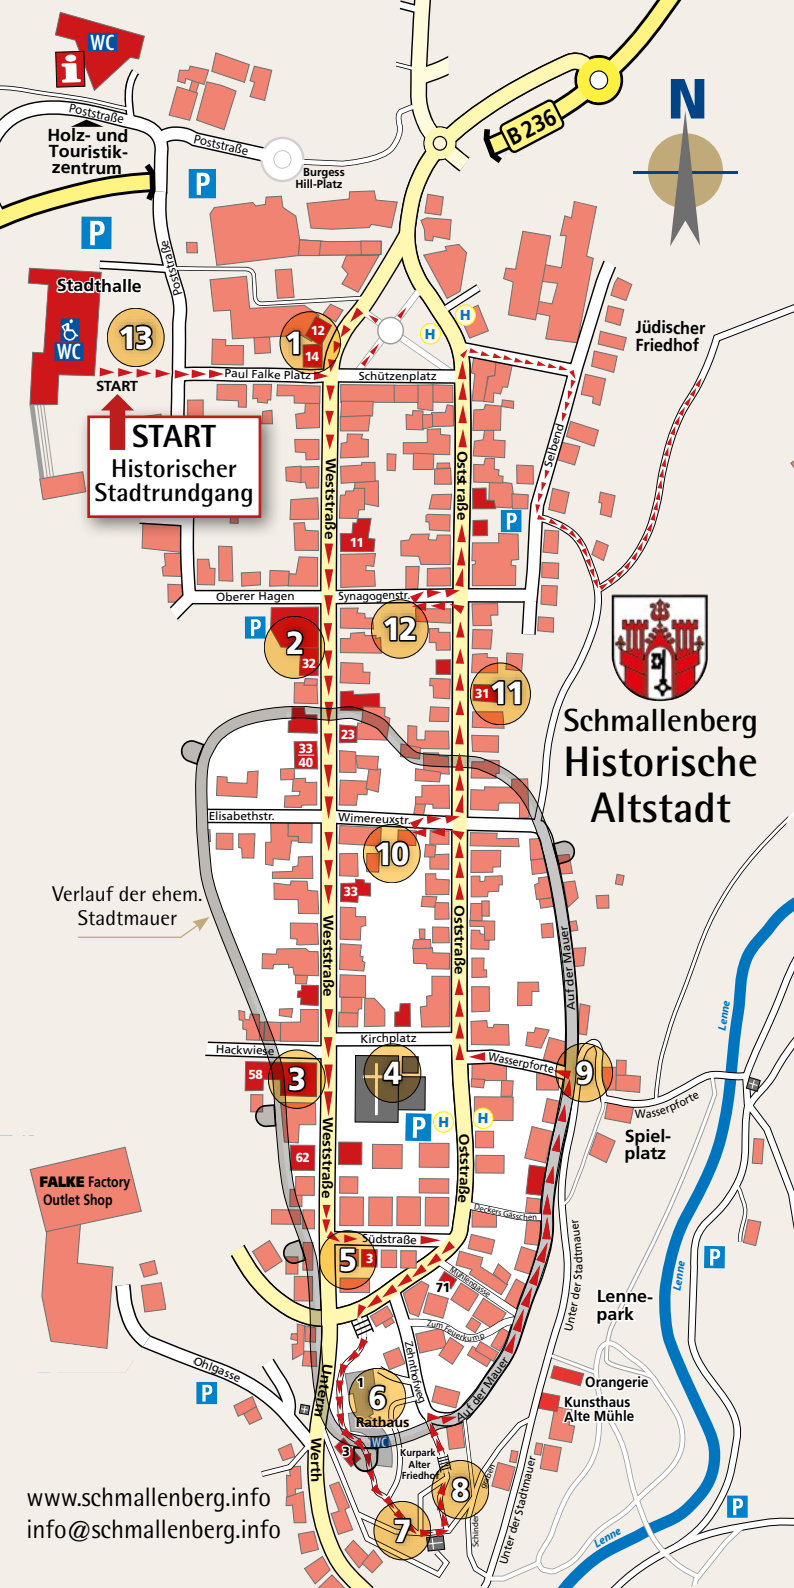 WC
i
Poststraße
Holz- und
Touristik-
zentrum
Poststraße
Burgess
Hill-Platz
B 236
N
P
P
Poststraße
Stadthalle
WC
13
START
START
Historischer
Stadtrundgang
1
12
14
H
H
Jüdischer
Friedhof
Paul Falke Platz
Schützenplatz
Weststraße
Oststraße
Selbend
P
11
Oberer Hagen
Synagogenstr.
P
2
32
12
31
11
Schmallenberg
Historische
Altstadt
23
33
40
Elisabethstr.
Wimereuxstr.
10
33
Verlauf der ehem.
Stadtmauer
Weststraße
Oststraße
Auf der Mauer
Lenne
Kirchplatz
Hackwiese
58
3
4
Wasserpforte
9
Wasserpforte
P
H
H
Spiel-
platz
62
Weststraße
Oststraße
FALKE Factory
Outlet Shop
Deckers Gässchen
Südstraße
5
3
Mühlengasse
71
Zum Feuerkump
Unter der Stadtmauer
Lenne
P
Lenne-
park
Ohlgasse
P
Unterm
Werth
Zehnthofweg
1
6
Rathaus
Auf der Mauer
Orangerie
Kunsthaus
Alte Mühle
3
WC
Kurpark
Alter
Friedhof
8
7
Unter der Stadtmauer
Lenne
P
www.schmallenberg.info
info@schmallenberg.info